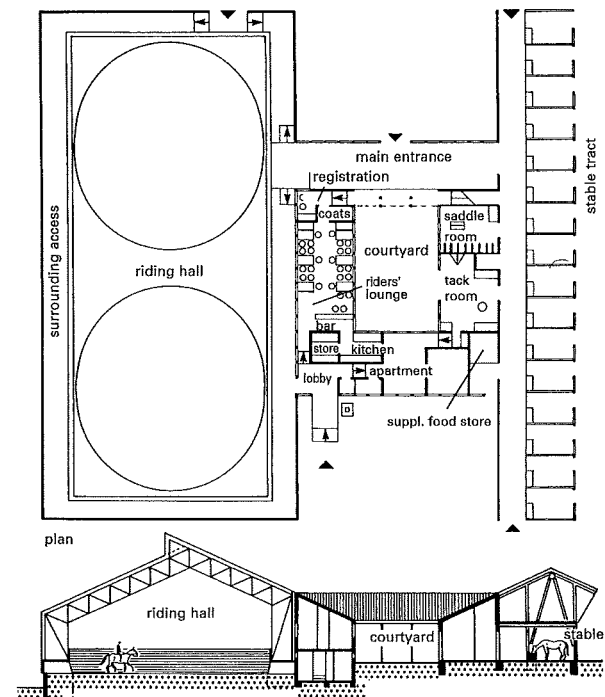 main entrance
registration
coats
saddle
room
courtyard
surrounding access
riding hall
riders'
lounge
tack
room
stable tract
bar
store
kitchen
apartment
lobby
D
suppl. food store
plan
riding hall
courtyard
stable